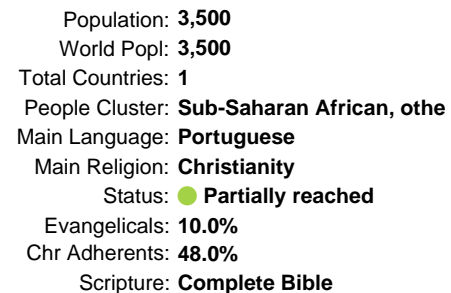 Population: 3,500
World Popl: 3,500
Total Countries: 1
People Cluster: Sub-Saharan African, othe
Main Language: Portuguese
Main Religion: Christianity
Status: Partially reached
Evangelicals: 10.0%
Chr Adherents: 48.0%
Scripture: Complete Bible